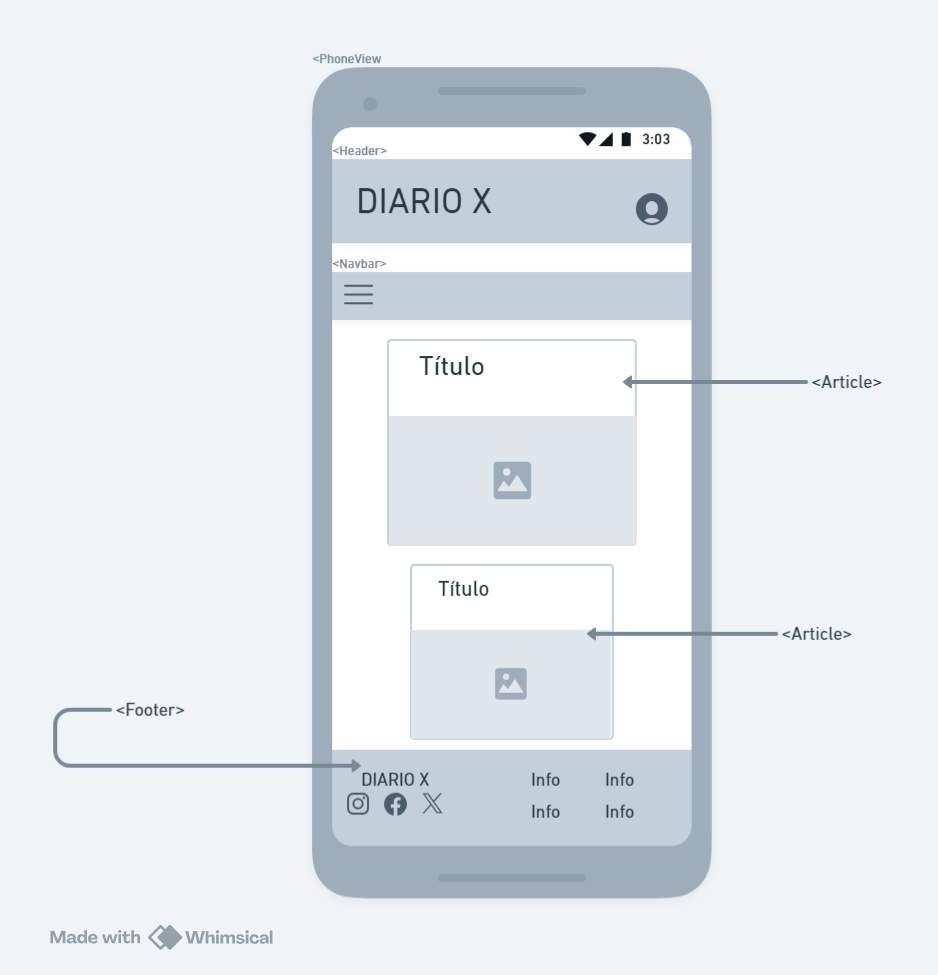 <PhoneView
3:03
<Header>
DIARIO X
<Navbar>
Título
<Article>
Título
<Article>
<Footer>
DIARIO X
Info Info
Info Info
Made with Whimsical